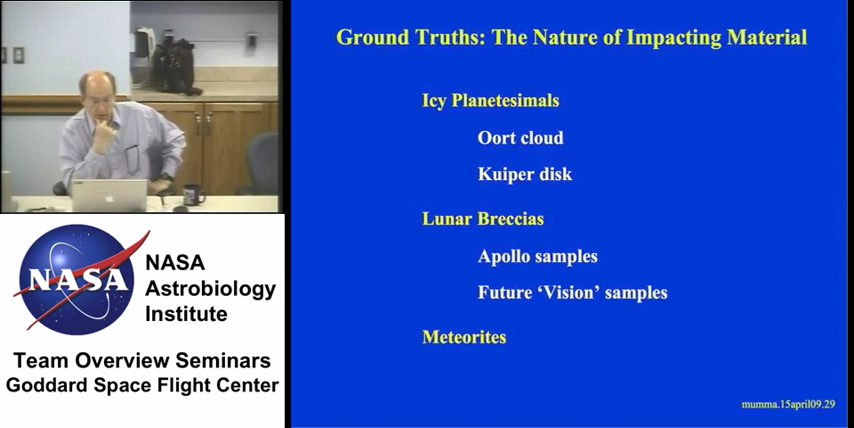 Ground Truths: The Nature of Impacting Material
Icy Planetesimals
Oort cloud
Kuiper disk
Lunar Breccias
Apollo samples
Future ‘Vision’ samples
Meteorites
mumma.15april09.29
NASA
NASA
Astrobiology
Institute
Team Overview Seminars
Goddard Space Flight Center